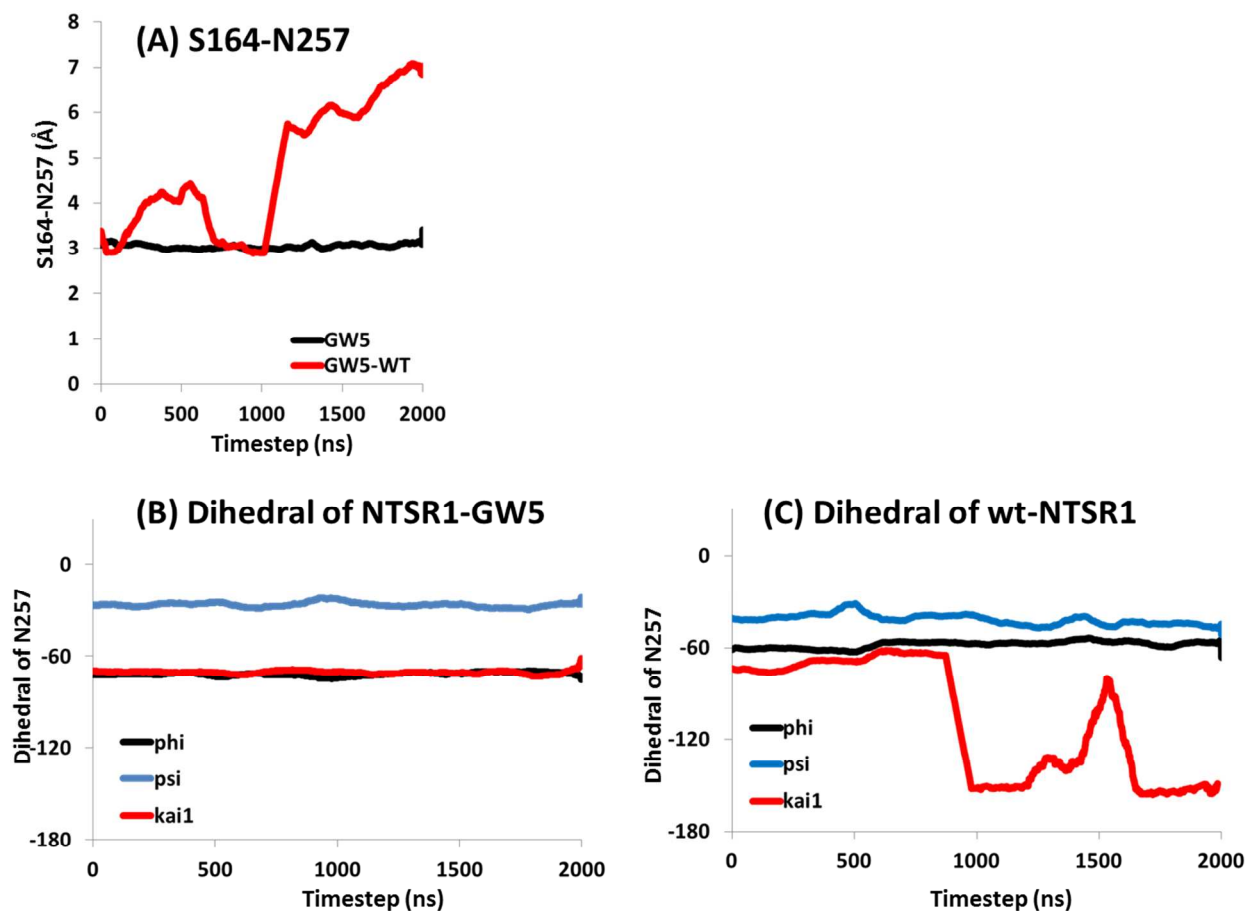 (A) S164-N257
8
7
6
5
4
3
2
1
0
S164-N257 (Å)
GW5
GW5-WT
0 500 1000 1500 2000
Timestep (ns)
(B) Dihedral of NTSR1-GW5
0
-60
-120
-180
Dihedral of N257
phi
psi
kai1
0 500 1000 1500 2000
Timestep (ns)
(C) Dihedral of wt-NTSR1
0
-60
-120
-180
Dihedral of N257
phi
psi
kai1
0 500 1000 1500 2000
Timestep (ns)